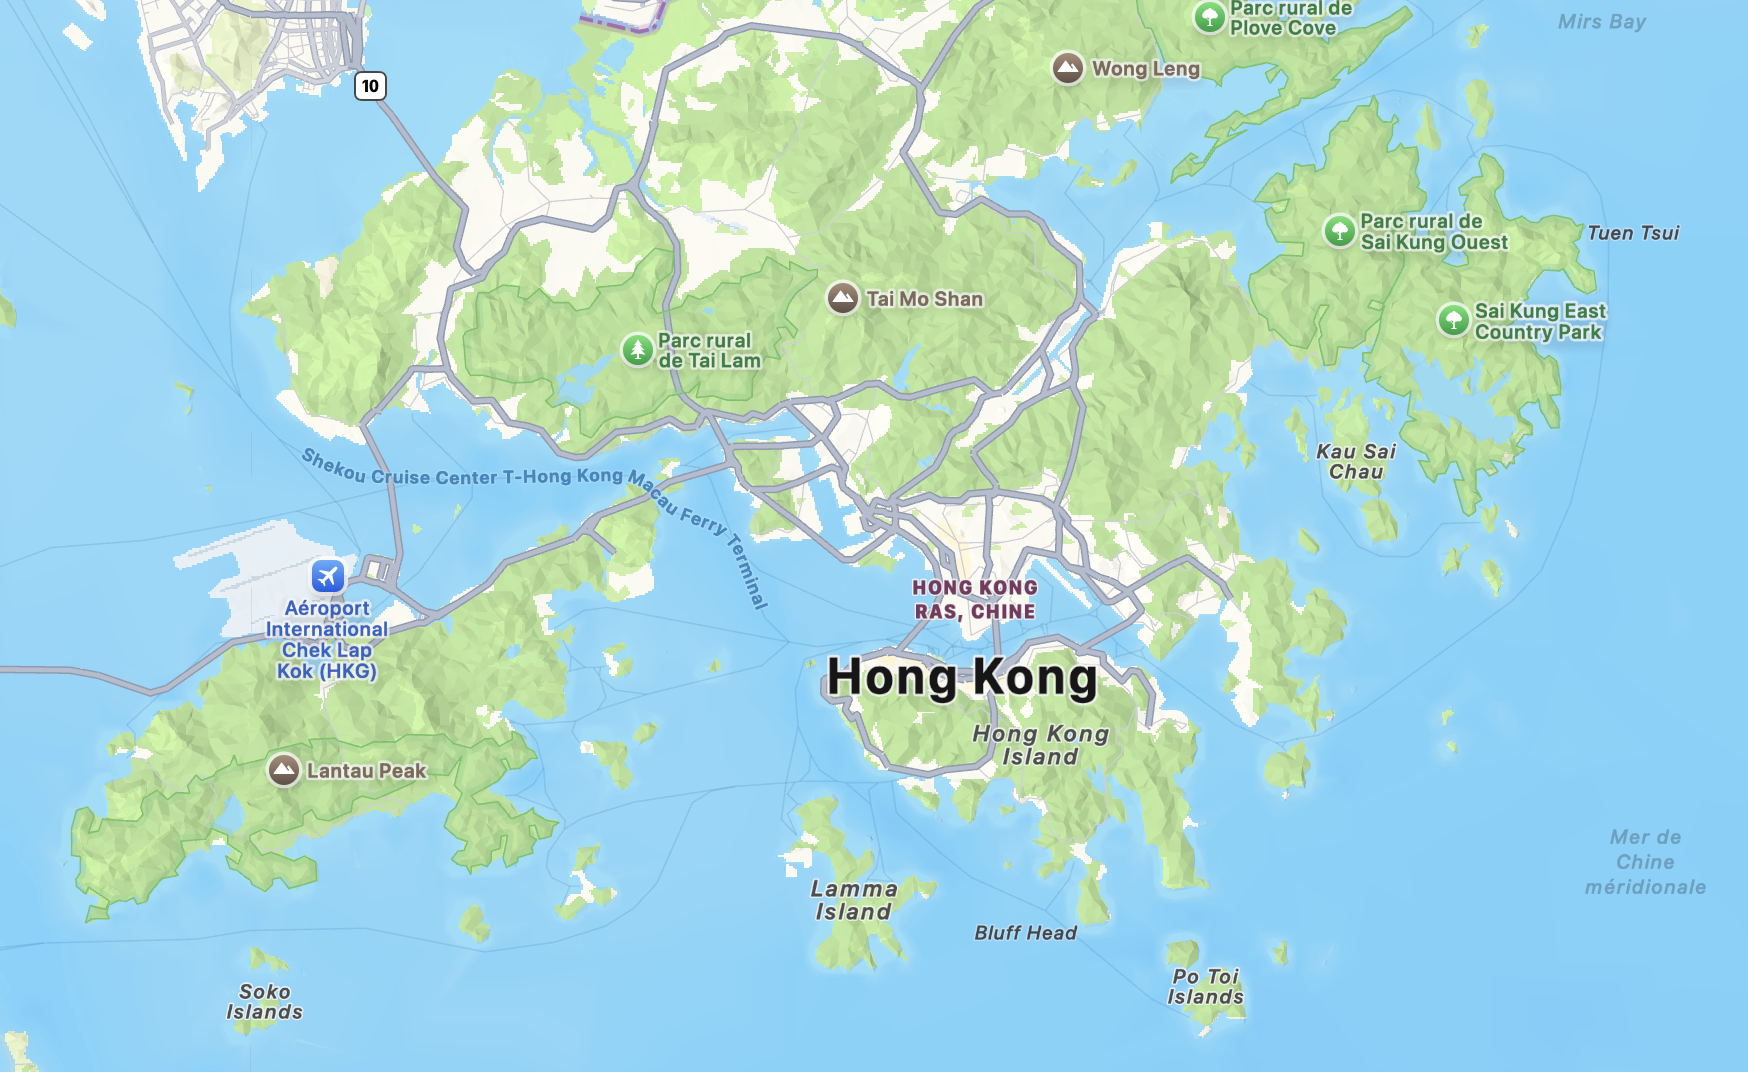 Parc rural de
Plove Cove
Mirs Bay
Wong Leng
10
Parc rural de
Sai Kung Ouest
Tuen Tsui
Tai Mo Shan
Sai Kung East
Country Park
Parc rural
de Tai Lam
Kau Sai
Chau
Shekou Cruise Center T-Hong Kong Macau Ferry Terminal
HONG KONG
RAS, CHINE
Aéroport
International
Chek Lap
Kok (HKG)
Hong Kong
Hong Kong
Island
Lantau Peak
Mer de
Chine
méridionale
Lamma
Island
Bluff Head
Po Toi
Islands
Soko
Islands